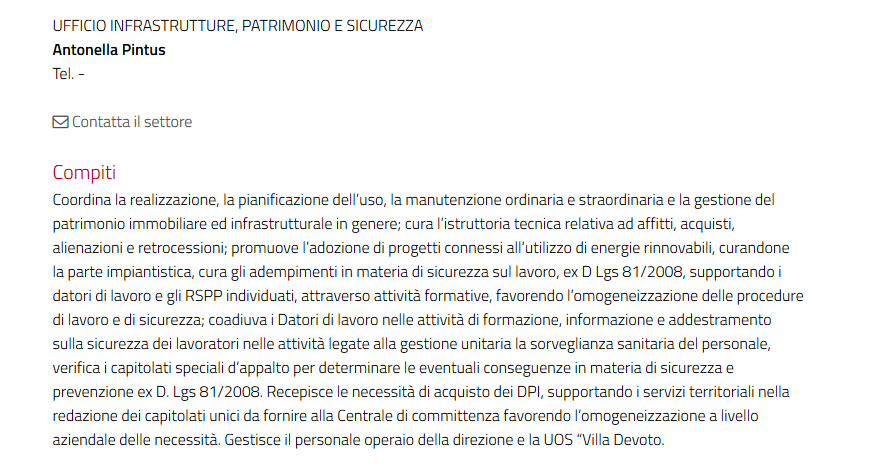 UFFICIO INFRASTRUTTURE, PATRIMONIO E SICUREZZA
Antonella Pintus
Tel. -
Contatta il settore
Compiti
Coordina la realizzazione, la pianificazione dell’uso, la manutenzione ordinaria e straordinaria e la gestione del
patrimonio immobiliare ed infrastrutturale in genere; cura l’istruttoria tecnica relativa ad affitti, acquisti,
alienazioni e retrocessioni; promuove l’adozione di progetti connessi all’utilizzo di energie rinnovabili, curandone
la parte impiantistica, cura gli adempimenti in materia di sicurezza sul lavoro, ex D Lgs 81/2008, supportando i
datori di lavoro e gli RSPP individuati, attraverso attività formative, favorendo l’omogeneizzazione delle procedure
di lavoro e di sicurezza; coadiuva i Datori di lavoro nelle attività di formazione, informazione e addestramento
sulla sicurezza dei lavoratori nelle attività legate alla gestione unitaria la sorveglianza sanitaria del personale,
verifica i capitolati speciali d’appalto per determinare le eventuali conseguenze in materia di sicurezza e
prevenzione ex D. Lgs 81/2008. Recepisce le necessità di acquisto dei DPI, supportando i servizi territoriali nella
redazione dei capitolati unici da fornire alla Centrale di committenza favorendo l’omogeneizzazione a livello
aziendale delle necessità. Gestisce il personale operaio della direzione e la UOS “Villa Devoto.